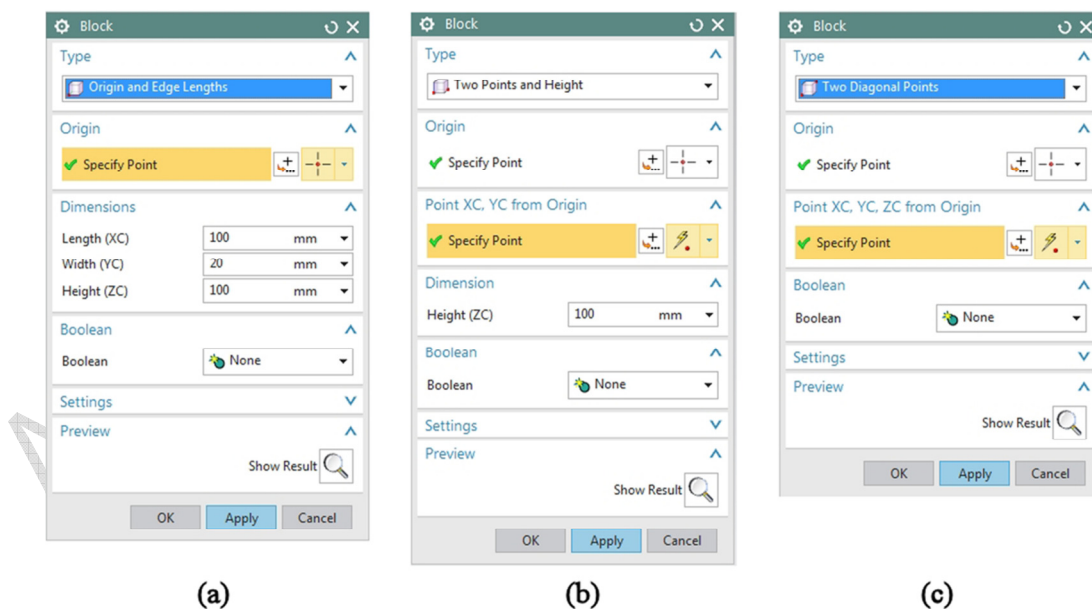 Block
Type
Origin and Edge Lengths
Origin
Specify Point
Dimensions
Length (XC) 100 mm
Width (YC) 20 mm
Height (ZC) 100 mm
Boolean
Boolean None
Settings
Preview
Show Result
OK Apply Cancel
(a)
Block
Type
Two Points and Height
Origin
Specify Point
Point XC, YC from Origin
Specify Point
Dimension
Height (ZC) 100 mm
Boolean
Boolean None
Settings
Preview
Show Result
OK Apply Cancel
(b)
Block
Type
Two Diagonal Points
Origin
Specify Point
Point XC, YC, ZC from Origin
Specify Point
Boolean
Boolean None
Settings
Preview
Show Result
OK Apply Cancel
(c)